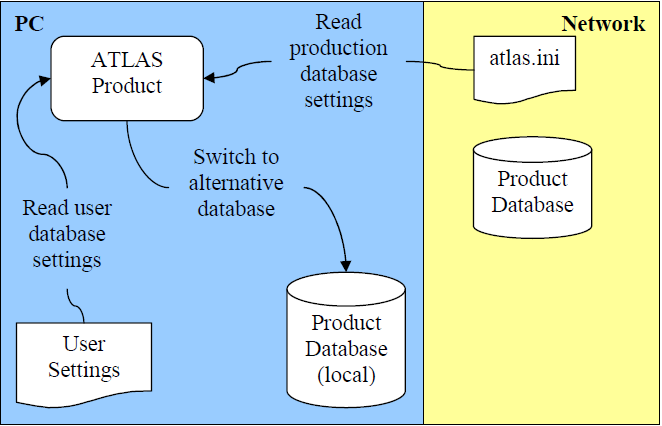 PC
Network
ATLAS
Product
Read
production
database
settings
atlas.ini
Switch to
alternative
database
Product
Database
Read user
database
settings
User
Settings
Product
Database
(local)